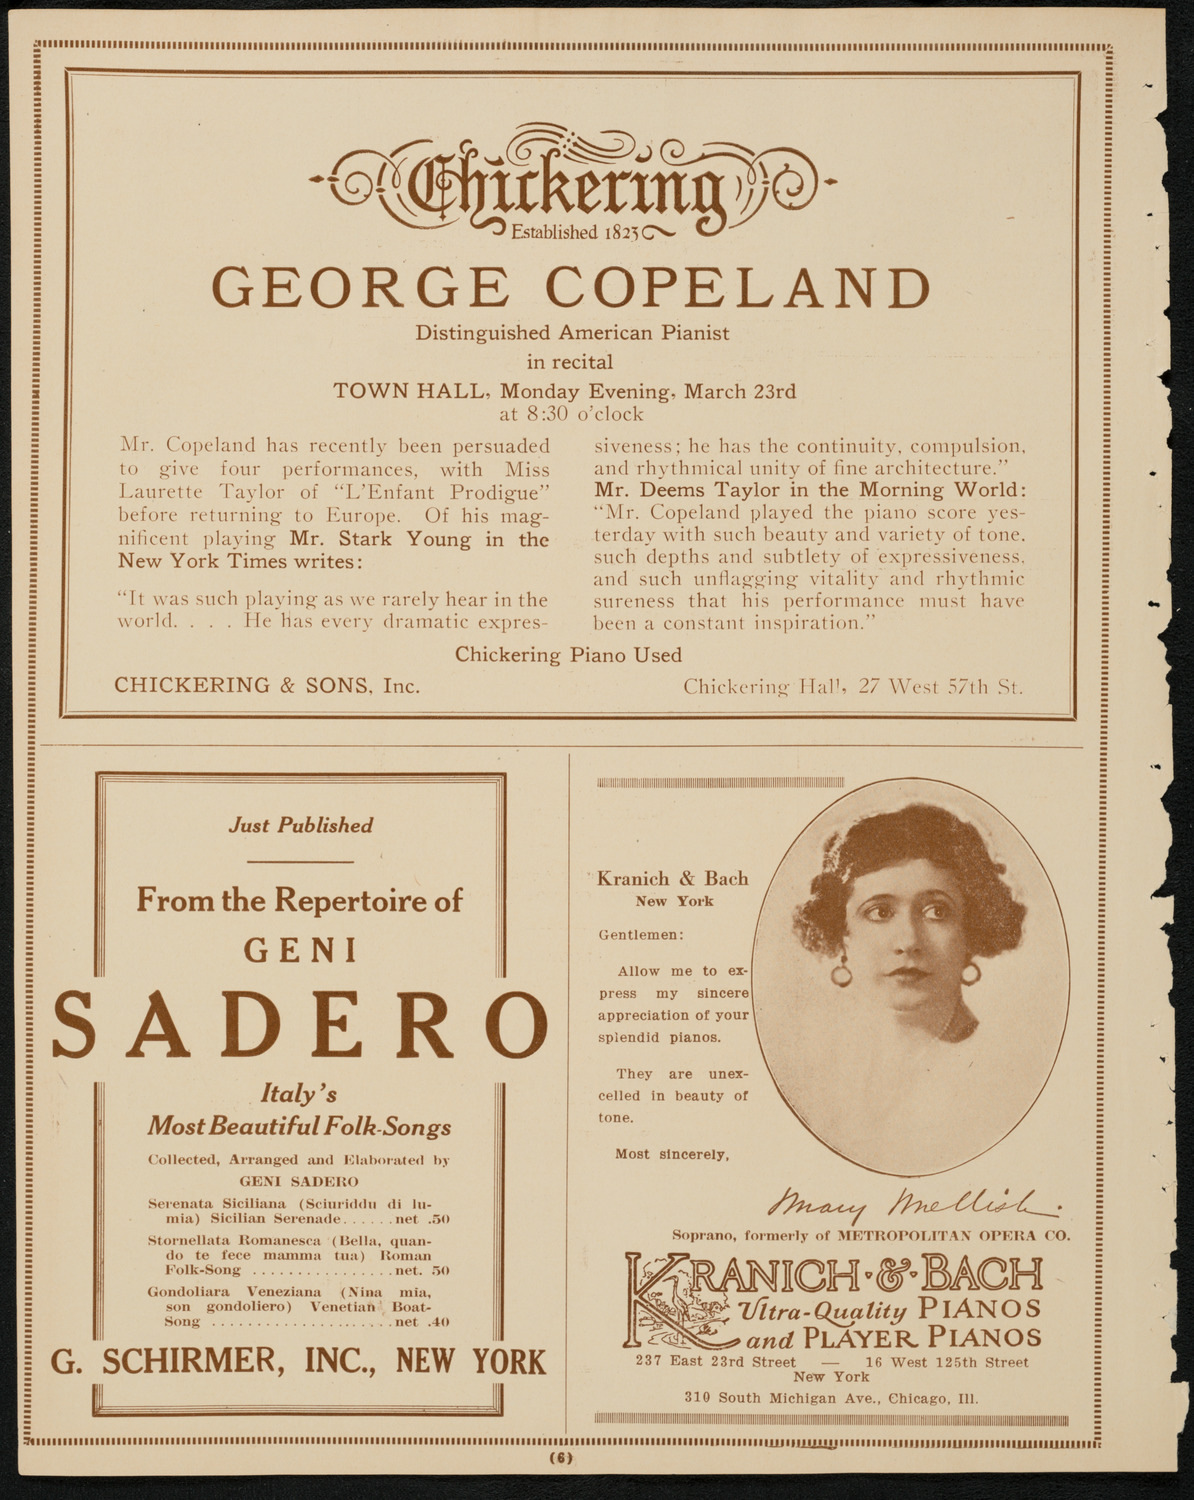 Chickering
Established 1823
GEORGE COPELAND
Distinguished American Pianist
in recital
TOWN HALL, Monday Evening, March 23rd
at 8:30 o'clock
Mr. Copeland has recently been persuaded
to give four performances, with Miss
Laurette Taylor of "L'Enfant Prodigue"
before returning to Europe. Of his mag-
nificent playing Mr. Stark Young in the
New York Times writes:
"It was such playing as we rarely hear in the
world. . . . He has every dramatic expres-
siveness; he has the continuity, compulsion,
and rhythmical unity of fine architecture."
Mr. Deems Taylor in the Morning World:
"Mr. Copeland played the piano score yes-
terday with such beauty and variety of tone,
such depths and subtlety of expressiveness,
and such unflagging vitality and rhythmic
sureness that his performance must have
been a constant inspiration."
Chickering Piano Used
CHICKERING & SONS, Inc.
Chickering Hall, 27 West 57th St.
Just Published
From the Repertoire of
GENI
SADERO
Italy's
Most Beautiful Folk-Songs
Collected, Arranged and Elaborated by
GENI SADERO
Serenata Siciliana (Sciuriddu di lu-
mia) Sicilian Serenade......net .50
Stornellata Romanesca (Bella, quan-
do te fece mamma tua) Roman
Folk-Song ................net. 50
Gondoliara Veneziana (Nina mia,
son gondoliero) Venetian Boat-
Song ....................net .40
G. SCHIRMER, INC., NEW YORK
Kranich & Bach
New York
Gentlemen:
Allow me to ex-
press my sincere
appreciation of your
splendid pianos.
They are unex-
celled in beauty of
tone.
Most sincerely,
Mary Mellish.
Soprano, formerly of METROPOLITAN OPERA CO.
KRANICH·&·BACH
Ultra-Quality PIANOS
and PLAYER PIANOS
237 East 23rd Street — 16 West 125th Street
New York
310 South Michigan Ave., Chicago, Ill.
(6)